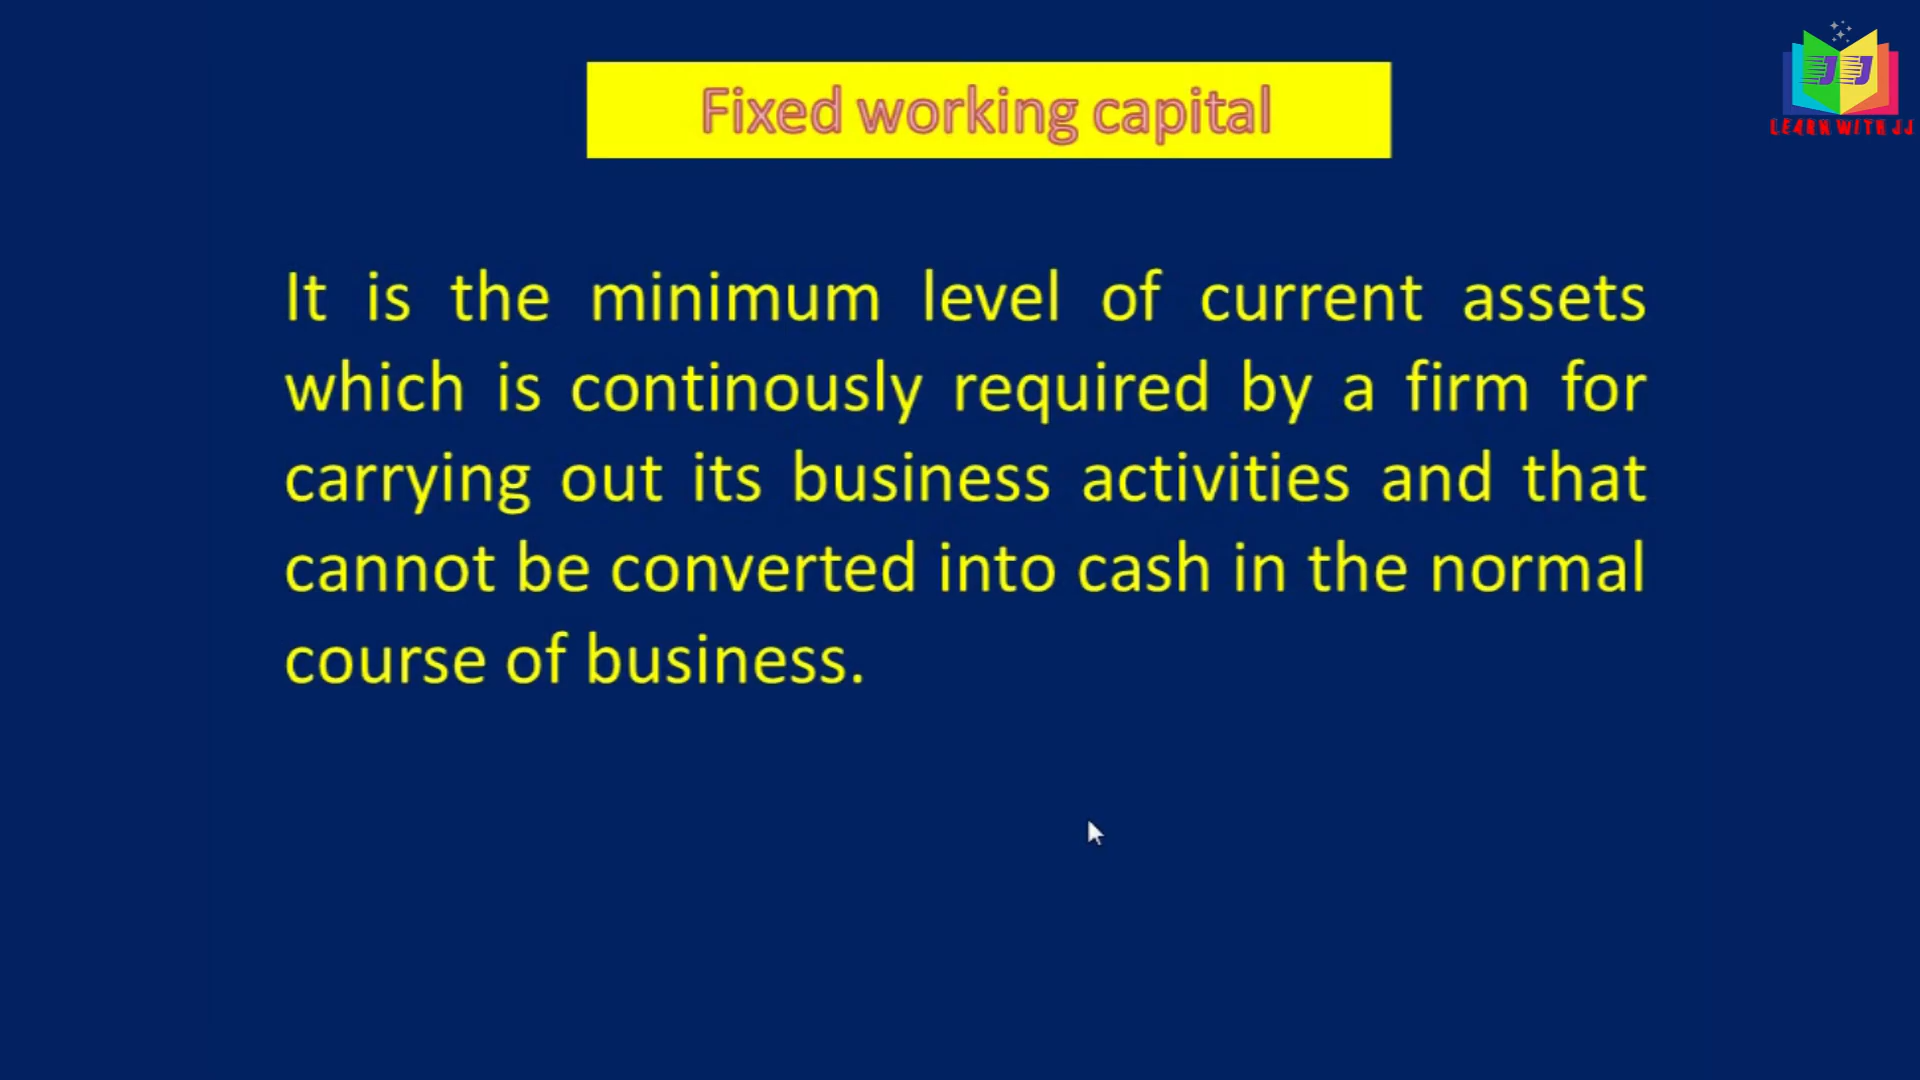 Fixed working capital
JJ
LEARN WITH JJ
It is the minimum level of current assets
which is continously required by a firm for
carrying out its business activities and that
cannot be converted into cash in the normal
course of business.